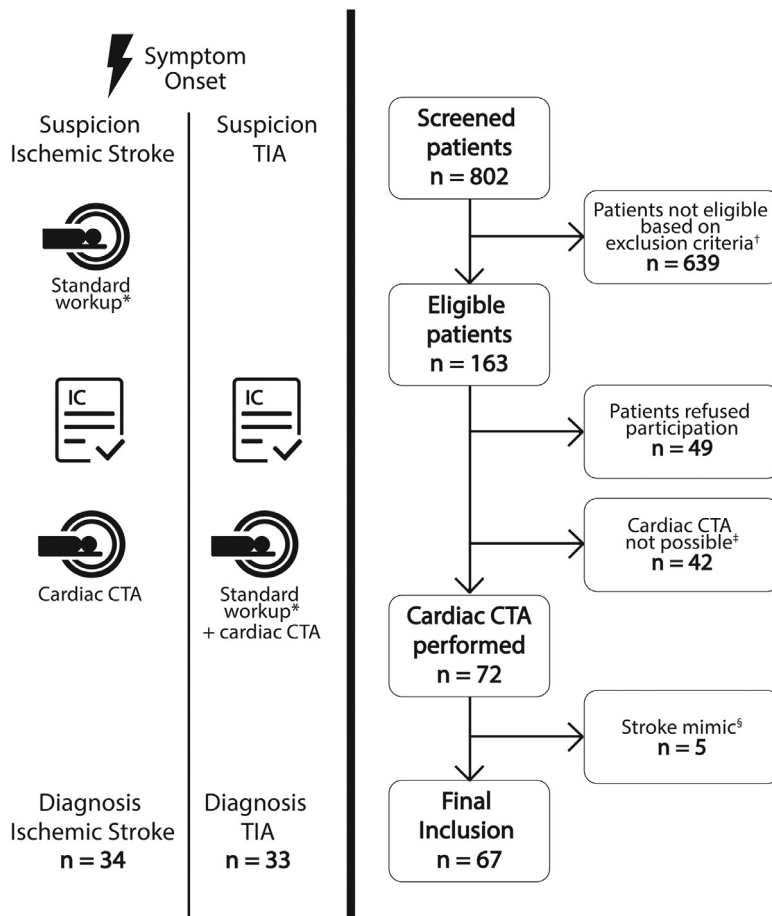 Symptom
Onset
Suspicion
Ischemic Stroke
Suspicion
TIA
Standard
workup*
IC
IC
Cardiac CTA
Standard
workup*
+ cardiac CTA
Diagnosis
Ischemic Stroke
n = 34
Diagnosis
TIA
n = 33
Screened
patients
n = 802
Patients not eligible
based on
exclusion criteria†
n = 639
Eligible
patients
n = 163
Patients refused
participation
n = 49
Cardiac CTA
not possible‡
n = 42
Cardiac CTA
performed
n = 72
Stroke mimic§
n = 5
Final
Inclusion
n = 67